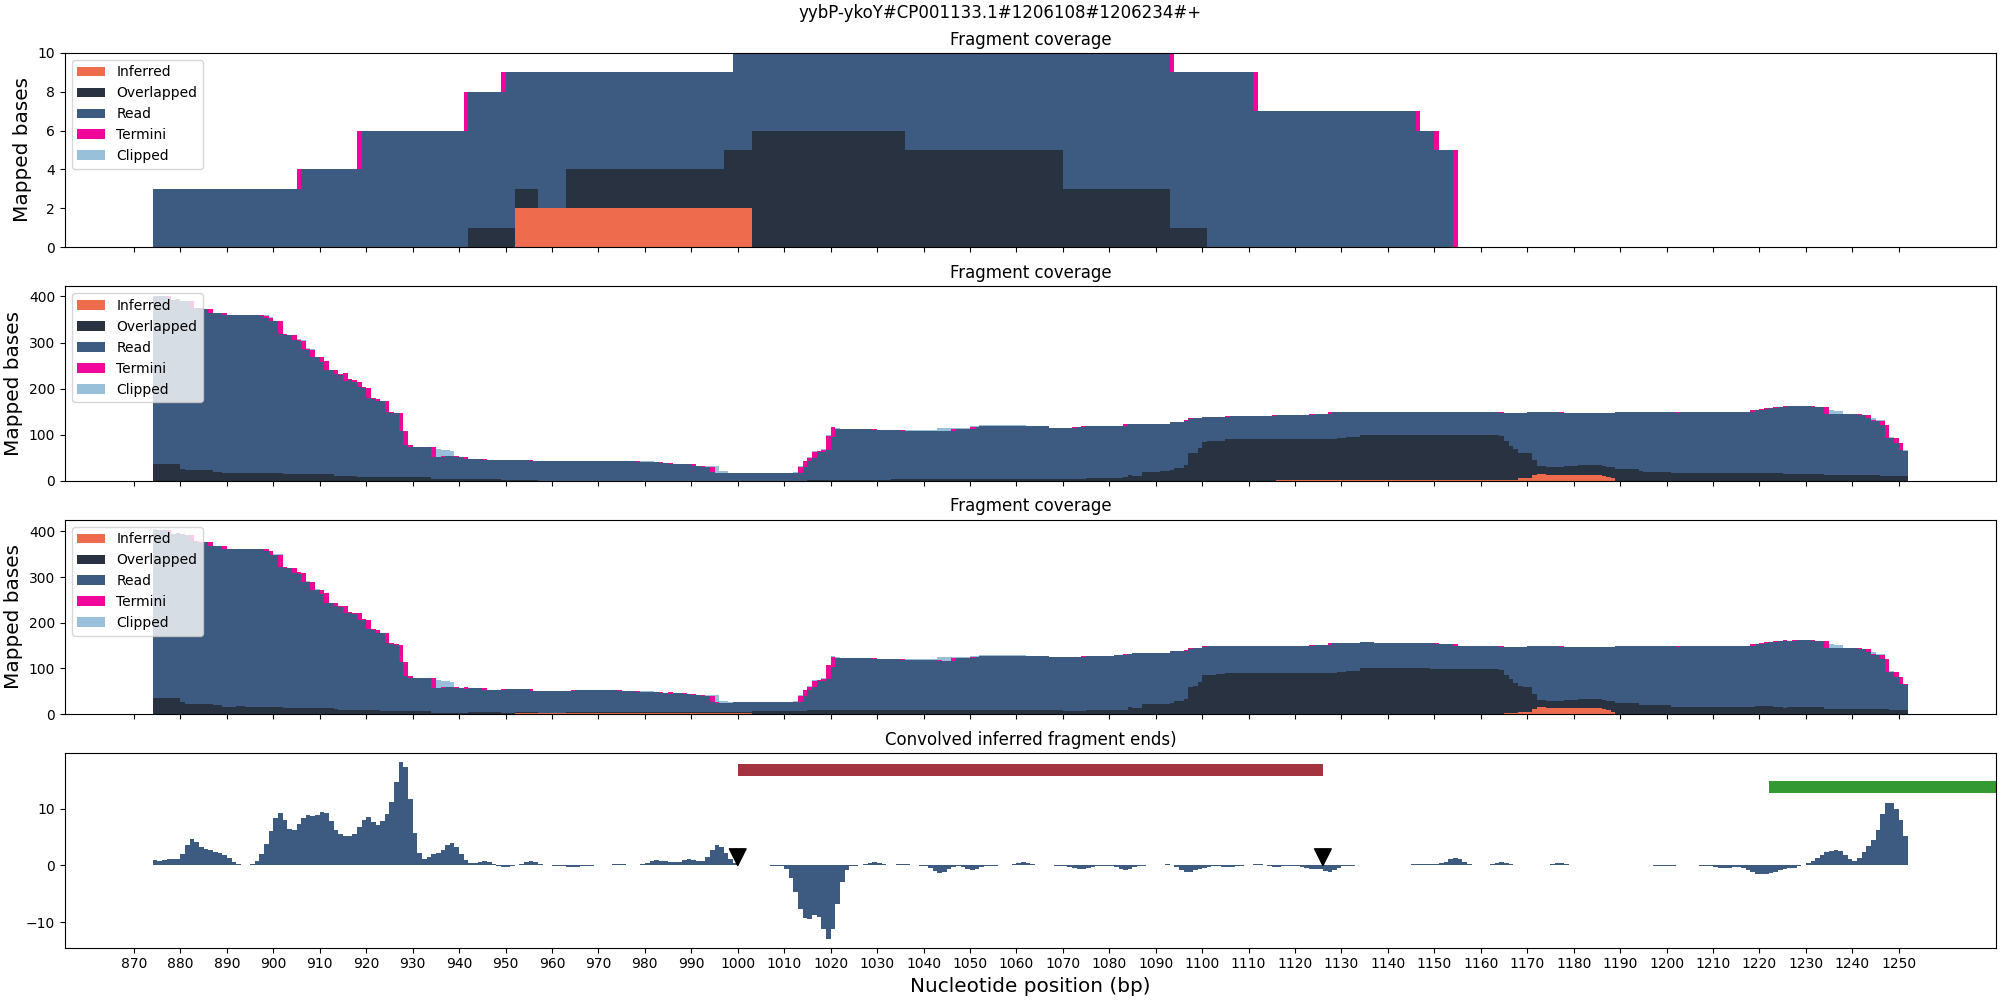 yybP-ykoY#CP001133.1#1206108#1206234#+
Fragment coverage
Mapped bases
10
8
6
4
2
0
Inferred
Overlapped
Read
Termini
Clipped
Fragment coverage
Mapped bases
400
300
200
100
0
Inferred
Overlapped
Read
Termini
Clipped
Fragment coverage
Mapped bases
400
300
200
100
0
Inferred
Overlapped
Read
Termini
Clipped
Convolved inferred fragment ends)
10
0
−10
870 880 890 900 910 920 930 940 950 960 970 980 990 1000 1010 1020 1030 1040 1050 1060 1070 1080 1090 1100 1110 1120 1130 1140 1150 1160 1170 1180 1190 1200 1210 1220 1230 1240 1250
Nucleotide position (bp)